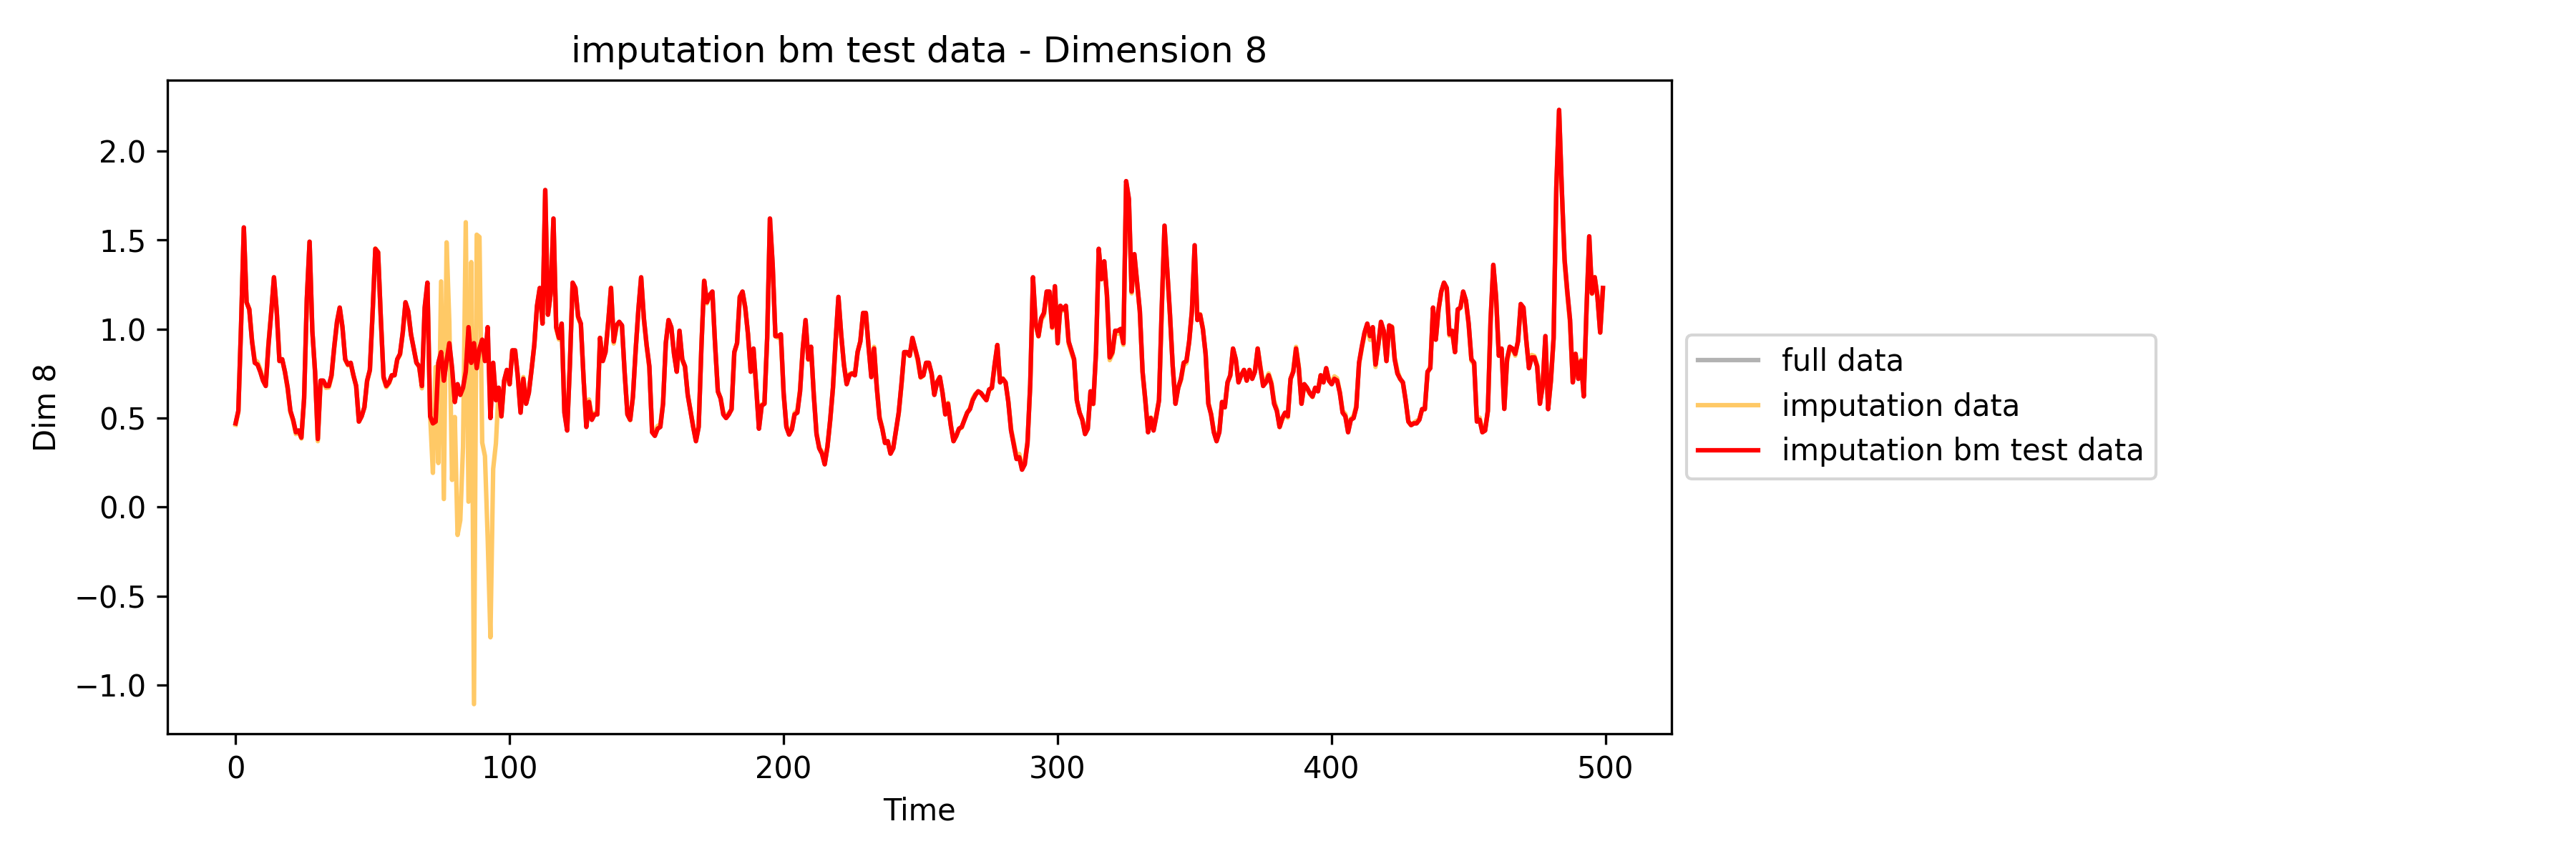 imputation bm test data - Dimension 8
2.0
1.5
1.0
0.5
0.0
−0.5
−1.0
Dim 8
0 100 200 300 400 500
Time
full data
imputation data
imputation bm test data